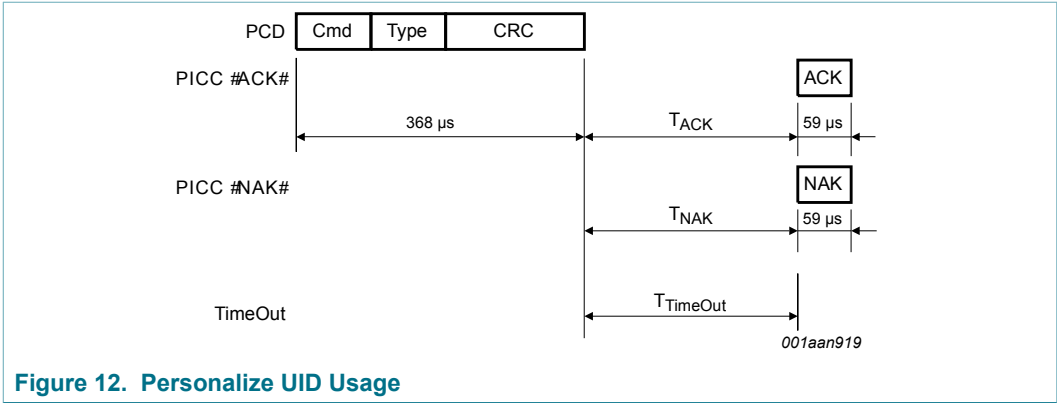 PCD Cmd Type CRC
PICC #ACK# ACK
368 µs TACK 59 µs
PICC #NAK# NAK
TNAK 59 µs
TimeOut TTimeOut
001aan919
Figure 12. Personalize UID Usage